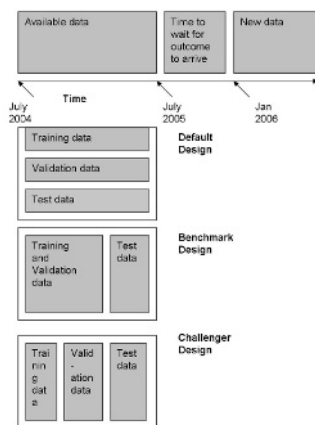 Available data
Time to
wait for
outcome
to arrive
New data
Time
July
2004
July
2005
Jan
2006
Training data
Validation data
Test data
Default
Design
Training
and
Validation
data
Test
data
Benchmark
Design
Trai
nin
g
dat
a
Valid
-
ation
data
Test
data
Challenger
Design